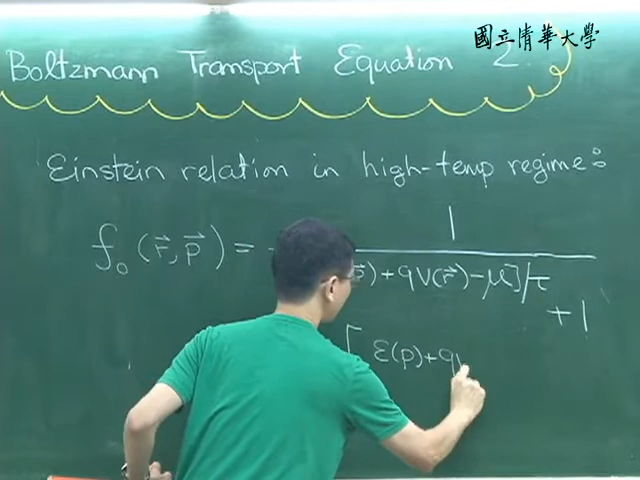 國立清華大學
Boltzmann Transport Equation 2.
Einstein relation in high-temp regime:
f₀(r⃗,p⃗) = 1
p⃗)+qV(r⃗)-μ]/τ
+1
[ ε(p)+q